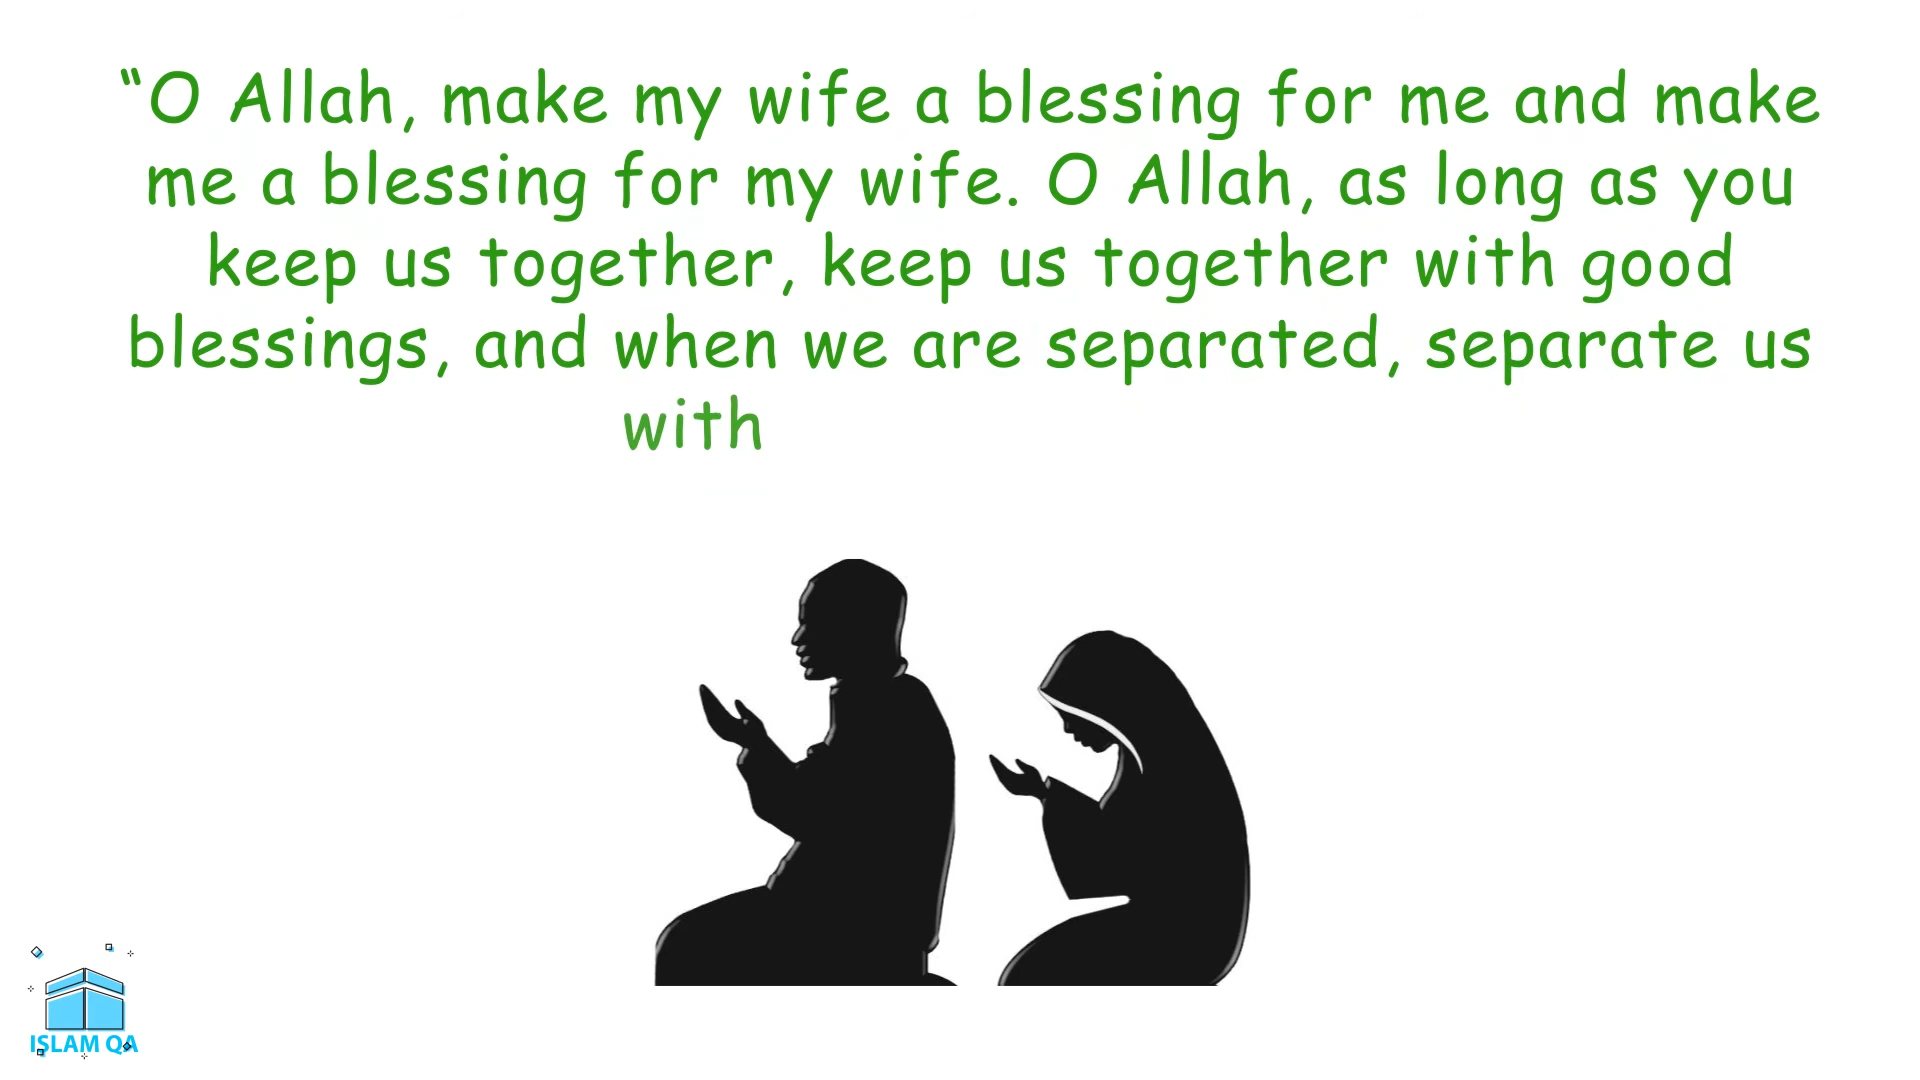 “O Allah, make my wife a blessing for me and make
me a blessing for my wife. O Allah, as long as you
keep us together, keep us together with good
blessings, and when we are separated, separate us
with
ISLAM QA